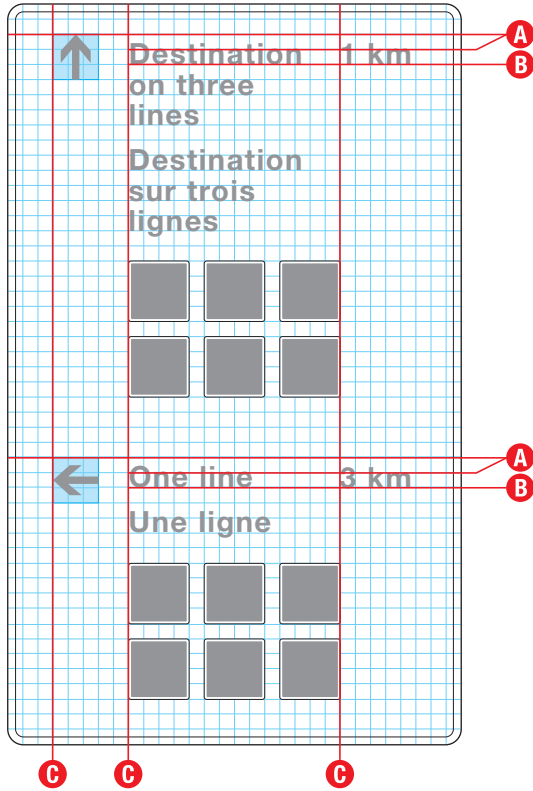 Destination 1 km
on three
lines
Destination
sur trois
lignes
One line 3 km
Une ligne
A
B
A
B
C
C
C